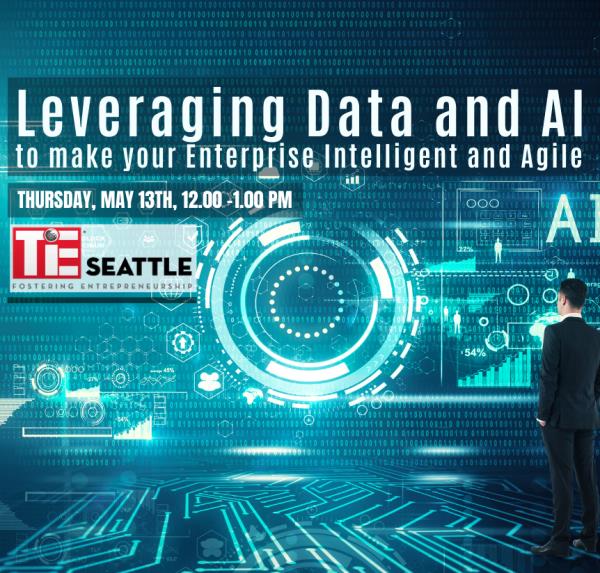 Leveraging Data and AI
to make your Enterprise Intelligent and Agile
THURSDAY, MAY 13TH, 12.00 -1.00 PM
AI
TiE SEATTLE
FOSTERING ENTREPRENEURSHIP
27%
54%